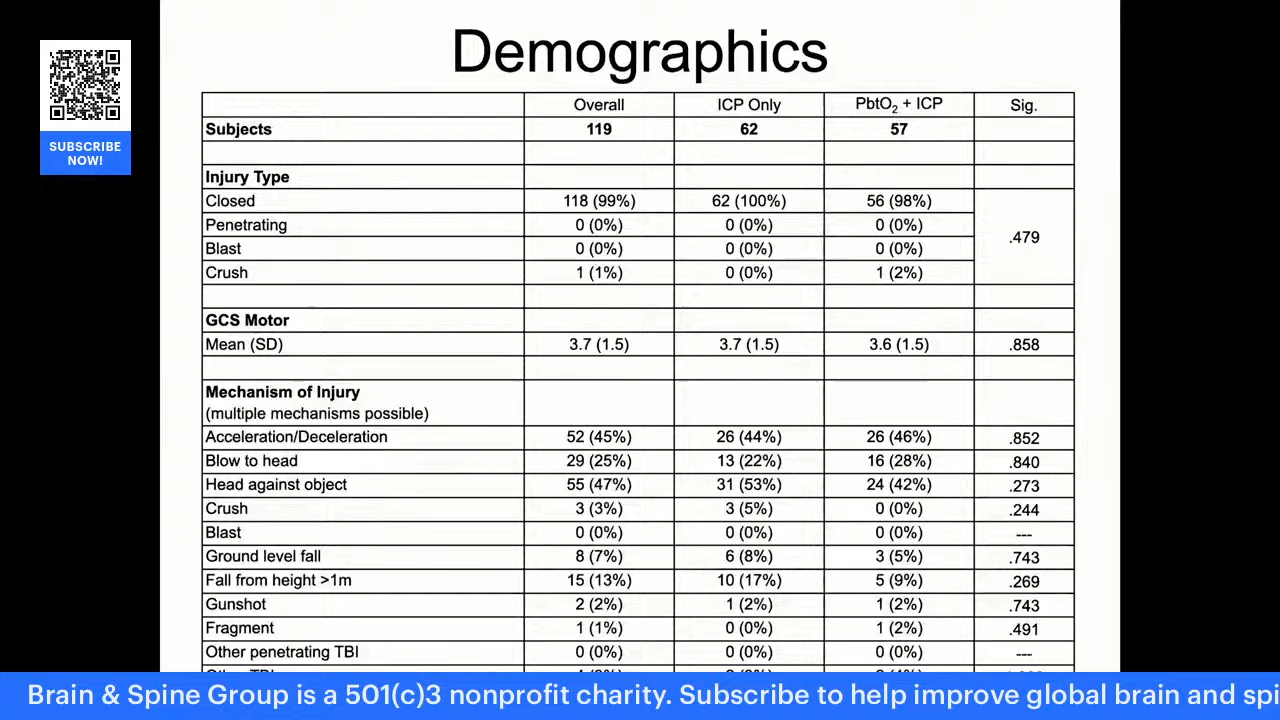 Demographics
SUBSCRIBE
NOW!
Overall ICP Only PbtO₂ + ICP Sig.
Subjects 119 62 57
Injury Type
Closed 118 (99%) 62 (100%) 56 (98%)
Penetrating 0 (0%) 0 (0%) 0 (0%)
.479
Blast 0 (0%) 0 (0%) 0 (0%)
Crush 1 (1%) 0 (0%) 1 (2%)
GCS Motor
Mean (SD) 3.7 (1.5) 3.7 (1.5) 3.6 (1.5) .858
Mechanism of Injury
(multiple mechanisms possible)
Acceleration/Deceleration 52 (45%) 26 (44%) 26 (46%) .852
Blow to head 29 (25%) 13 (22%) 16 (28%) .840
Head against object 55 (47%) 31 (53%) 24 (42%) .273
Crush 3 (3%) 3 (5%) 0 (0%) .244
Blast 0 (0%) 0 (0%) 0 (0%) ---
Ground level fall 8 (7%) 6 (8%) 3 (5%) .743
Fall from height >1m 15 (13%) 10 (17%) 5 (9%) .269
Gunshot 2 (2%) 1 (2%) 1 (2%) .743
Fragment 1 (1%) 0 (0%) 1 (2%) .491
Other penetrating TBI 0 (0%) 0 (0%) 0 (0%) ---
Brain & Spine Group is a 501(c)3 nonprofit charity. Subscribe to help improve global brain and spi